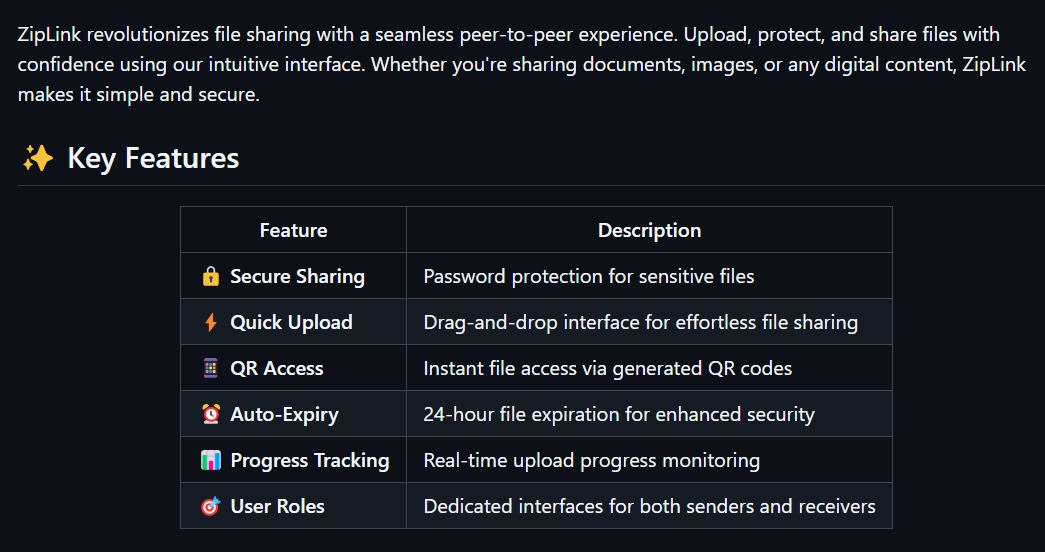 ZipLink revolutionizes file sharing with a seamless peer-to-peer experience. Upload, protect, and share files with
confidence using our intuitive interface. Whether you're sharing documents, images, or any digital content, ZipLink
makes it simple and secure.
✨ Key Features
Feature Description
🔒 Secure Sharing Password protection for sensitive files
⚡ Quick Upload Drag-and-drop interface for effortless file sharing
📱 QR Access Instant file access via generated QR codes
⏰ Auto-Expiry 24-hour file expiration for enhanced security
📊 Progress Tracking Real-time upload progress monitoring
🎯 User Roles Dedicated interfaces for both senders and receivers